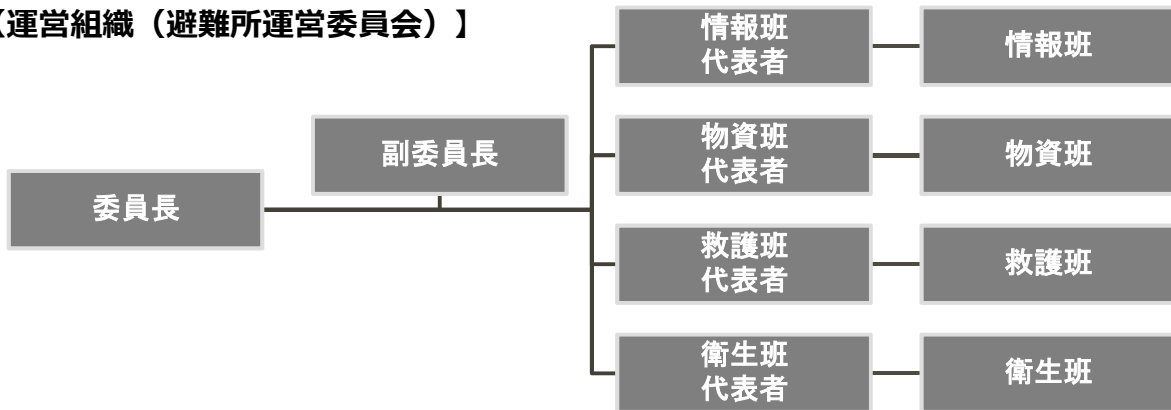 【運営組織（避難所運営委員会）】
委員長
副委員長
情報班
代表者
情報班
物資班
代表者
物資班
救護班
代表者
救護班
衛生班
代表者
衛生班